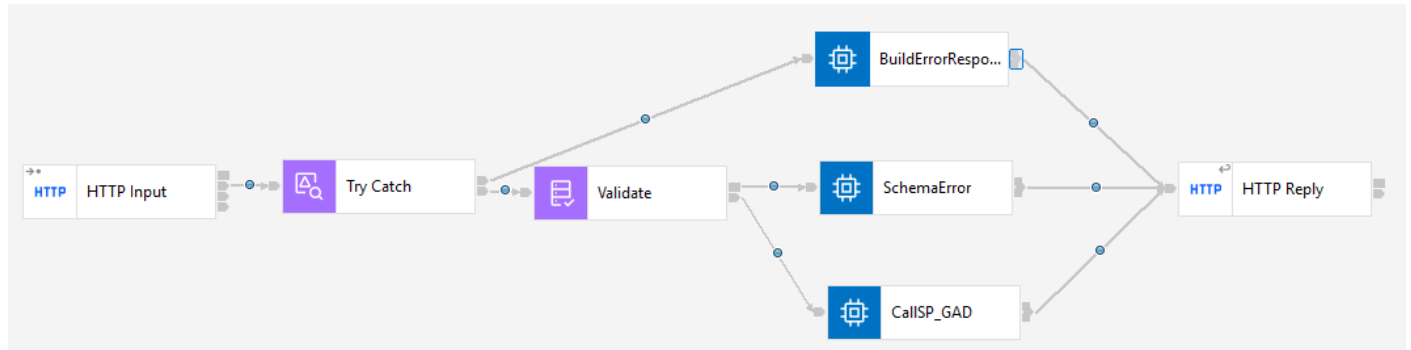 BuildErrorRespo...
HTTP HTTP Input
Try Catch
Validate
SchemaError
HTTP HTTP Reply
CallSP_GAD